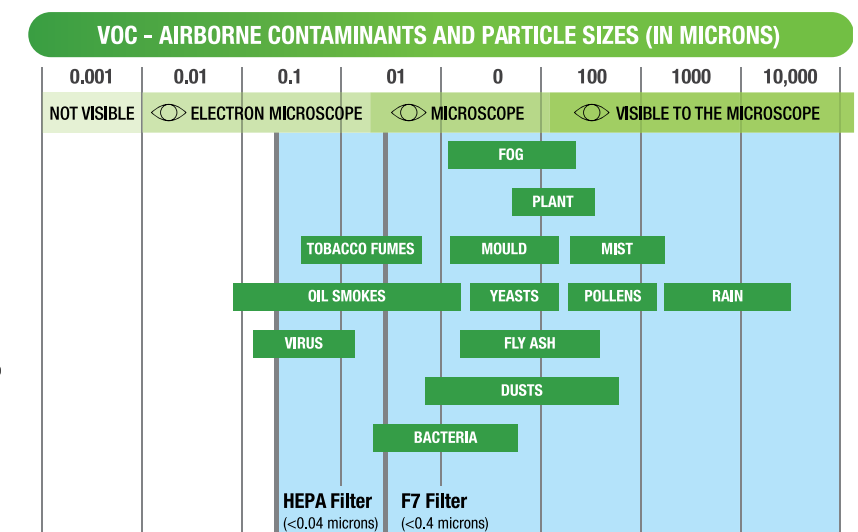 VOC - AIRBORNE CONTAMINANTS AND PARTICLE SIZES (IN MICRONS)
0.001 0.01 0.1 01 0 100 1000 10,000
NOT VISIBLE ELECTRON MICROSCOPE MICROSCOPE VISIBLE TO THE MICROSCOPE
FOG
PLANT
TOBACCO FUMES MOULD MIST
OIL SMOKES YEASTS POLLENS RAIN
VIRUS FLY ASH
DUSTS
BACTERIA
HEPA Filter F7 Filter
(<0.04 microns) (<0.4 microns)